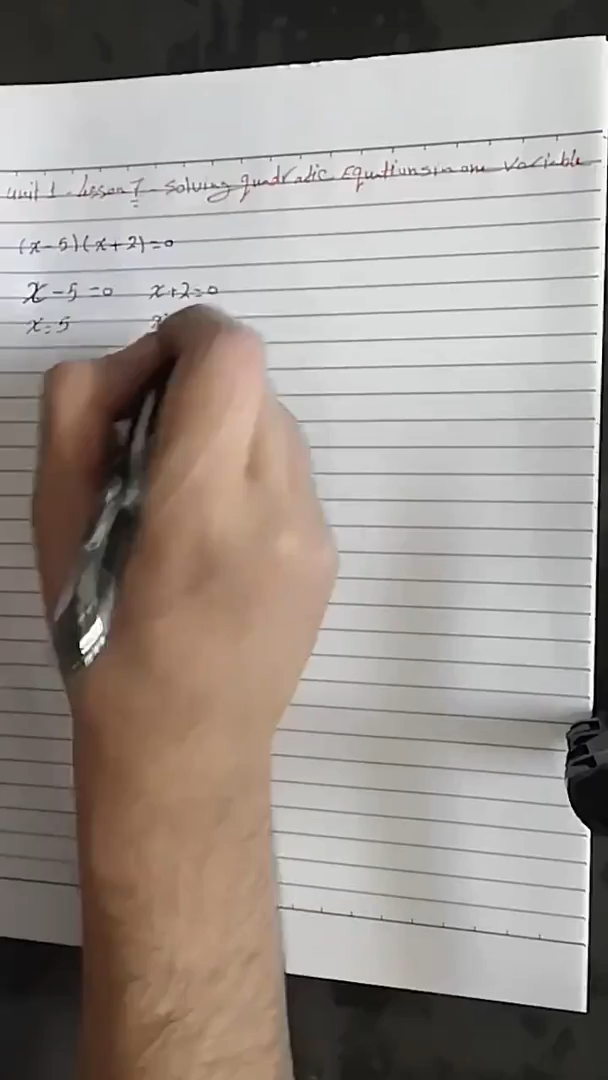 Unit 1 - Lesson 7 - Solving quadratic Equations in one variable
(x-5)(x+2)=0
x-5=0 x+2=0
x=5 x